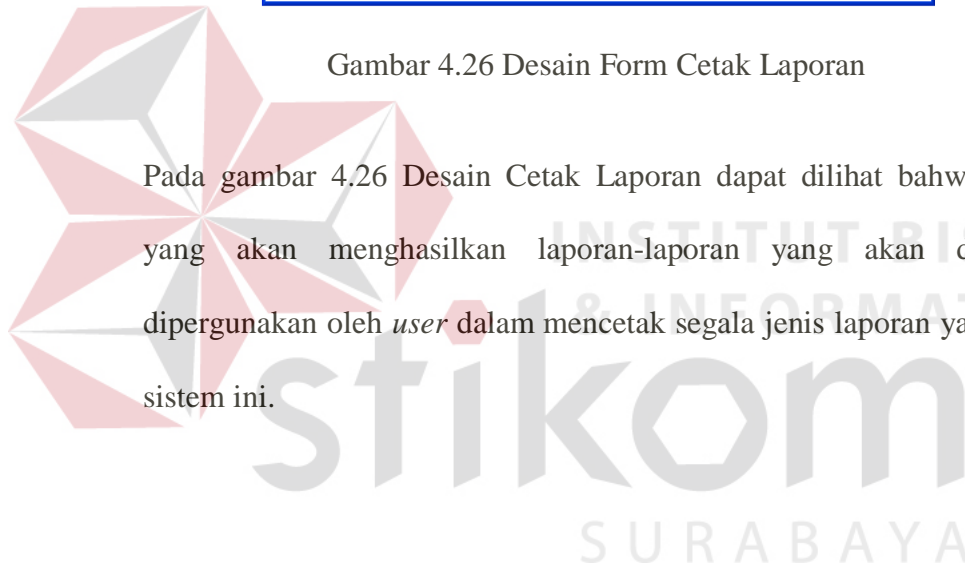 Gambar 4.26 Desain Form Cetak Laporan
Pada gambar 4.26 Desain Cetak Laporan dapat dilihat bahw
yang akan menghasilkan laporan-laporan yang akan d
dipergunakan oleh user dalam mencetak segala jenis laporan ya
sistem ini.
INSTITUT BI
& INFORMAT
stikom
SURABAYA